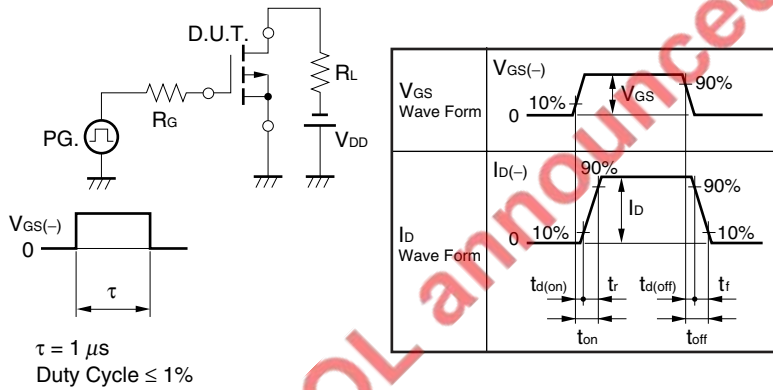 D.U.T.
RL
RG
PG.
VDD
VGS(−)
0
τ
τ = 1 μs
Duty Cycle ≤ 1%
VGS
Wave Form
VGS(−)
10%
0
VGS
90%
ID
Wave Form
ID(−)
90%
90%
ID
0
10%
10%
td(on)
tr
td(off)
tf
ton
toff
OL announced